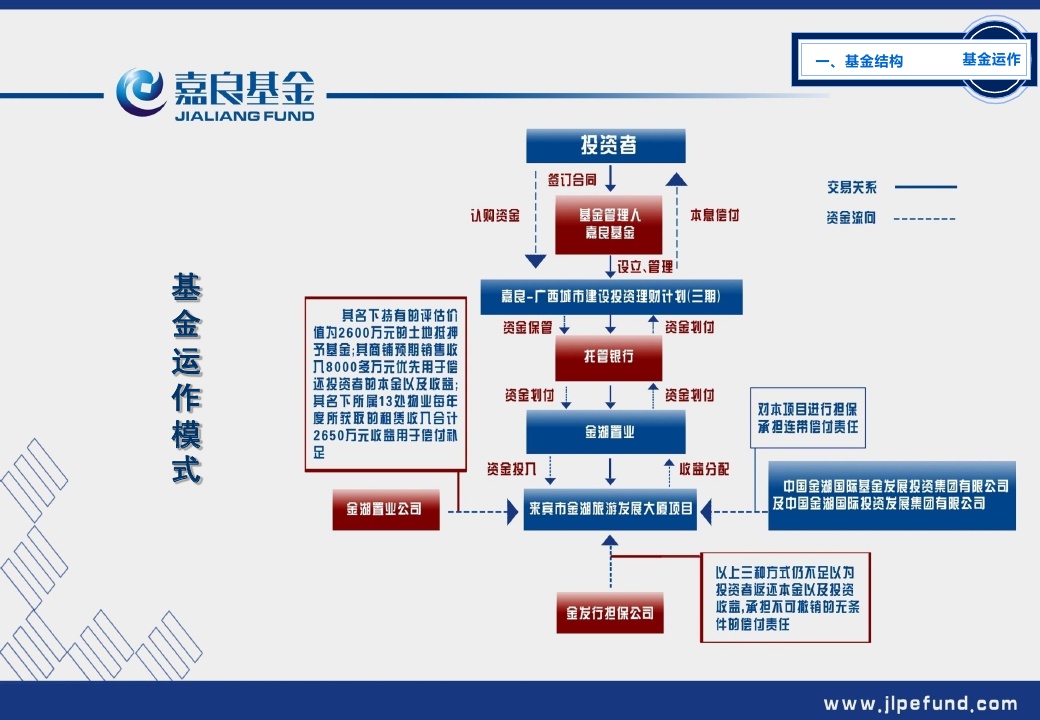 一、基金结构
基金运作
嘉良基金
JIALIANG FUND
基金运作模式
投资者
签订合同
认购资金
本息偿付
基金管理人
嘉良基金
设立、管理
嘉良-广西城市建设投资理财计划(三期)
资金保管
资金划付
托管银行
资金划付
资金划付
金湖置业
资金投入
收益分配
来宾市金湖旅游发展大厦项目
交易关系
资金流向
其名下持有的评估价
值为2600万元的土地抵押
予基金;其商铺预期销售收
入8000多万元优先用于偿
还投资者的本金以及收益;
其名下所属13处物业每年
度所获取的租赁收入合计
2650万元收益用于偿付补
足
金湖置业公司
对本项目进行担保
承担连带偿付责任
中国金湖国际基金发展投资集团有限公司
及中国金湖国际投资发展集团有限公司
以上三种方式仍不足以为
投资者返还本金以及投资
收益,承担不可撤销的无条
件的偿付责任
金发行担保公司
www.jlpefund.com